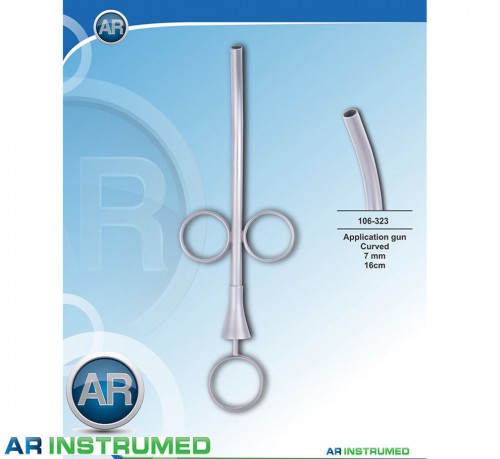 AR
106-323
Application gun
Curved
7 mm
16cm
R
AR
AR INSTRUMED
AR INSTRUMED